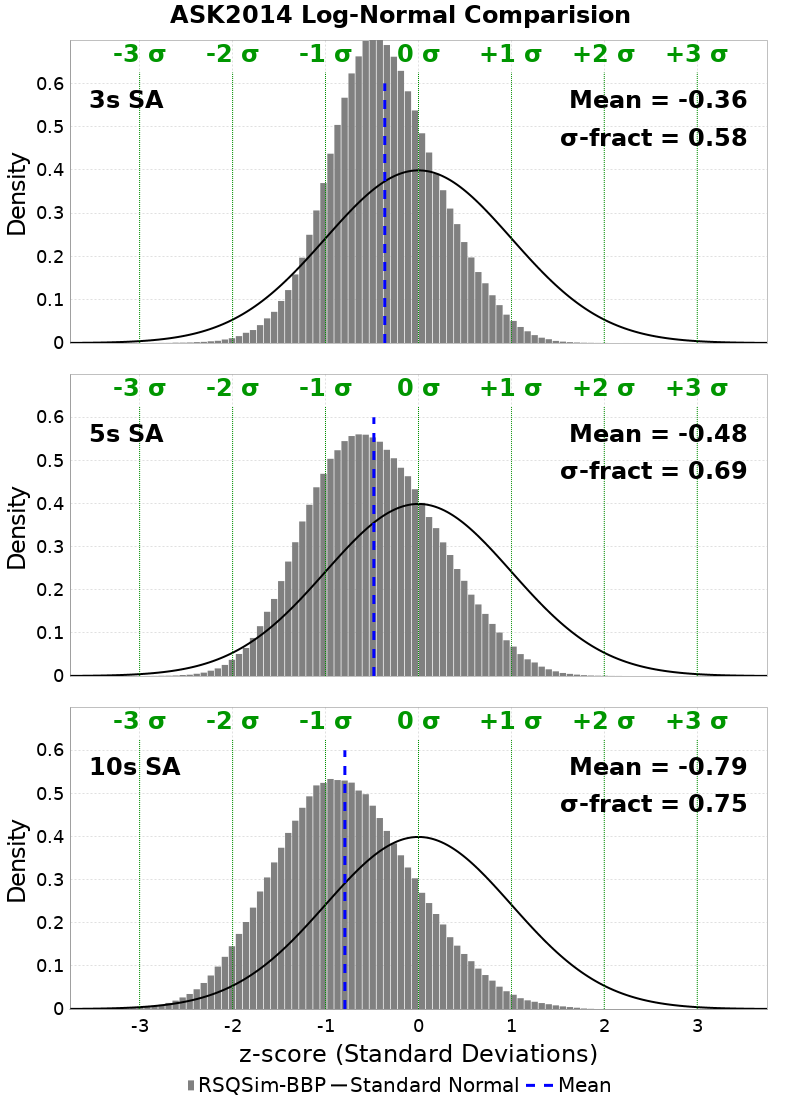 ASK2014 Log-Normal Comparision
-3 σ -2 σ -1 σ 0 σ +1 σ +2 σ +3 σ
0.6
3s SA Mean = -0.36
0.5
σ-fract = 0.58
0.4
0.3
0.2
0.1
0
Density
-3 σ -2 σ -1 σ 0 σ +1 σ +2 σ +3 σ
0.6
5s SA Mean = -0.48
0.5
σ-fract = 0.69
0.4
0.3
0.2
0.1
0
Density
-3 σ -2 σ -1 σ 0 σ +1 σ +2 σ +3 σ
0.6
10s SA Mean = -0.79
0.5
σ-fract = 0.75
0.4
0.3
0.2
0.1
0
Density
-3 -2 -1 0 1 2 3
z-score (Standard Deviations)
RSQSim-BBP Standard Normal Mean